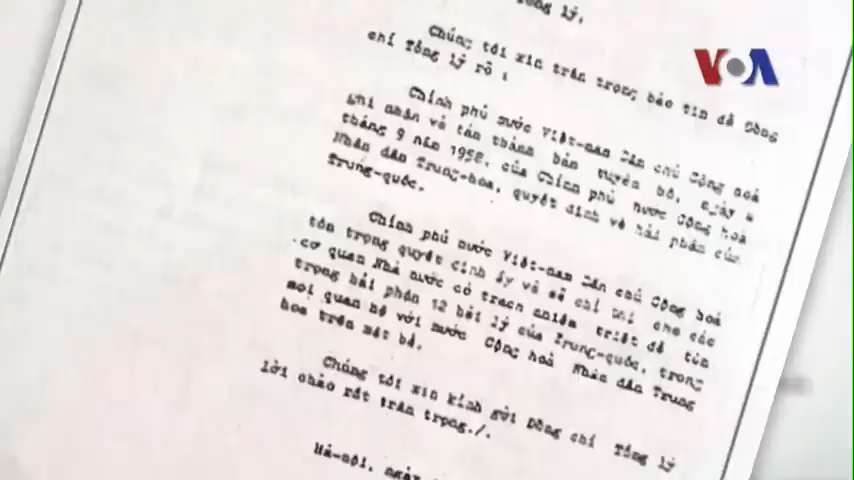 Tổng lý,
VOA
Chúng tôi xin trân trọng báo tin để Đồng
chí Tổng lý rõ :
Chính phủ nước Việt-nam Dân chủ Cộng hoà
ghi nhận và tán thành bản tuyên bố, ngày 4
tháng 9 năm 1958, của Chính phủ nước Cộng hoà
Nhân dân Trung-hoa, quyết định về hải phận của
Trung-quốc.
Chính phủ nước Việt-nam Dân chủ Cộng hoà
tôn trọng quyết định ấy và sẽ chỉ thị cho các
cơ quan Nhà nước có trách nhiệm triệt để tôn
trọng hải phận 12 hải lý của Trung-quốc, trong
mọi quan hệ với nước Cộng hoà Nhân dân Trung
hoa trên mặt bể.
Chúng tôi xin kính gửi Đồng chí Tổng lý
lời chào rất trân trọng./.
Hà-nội, ngày